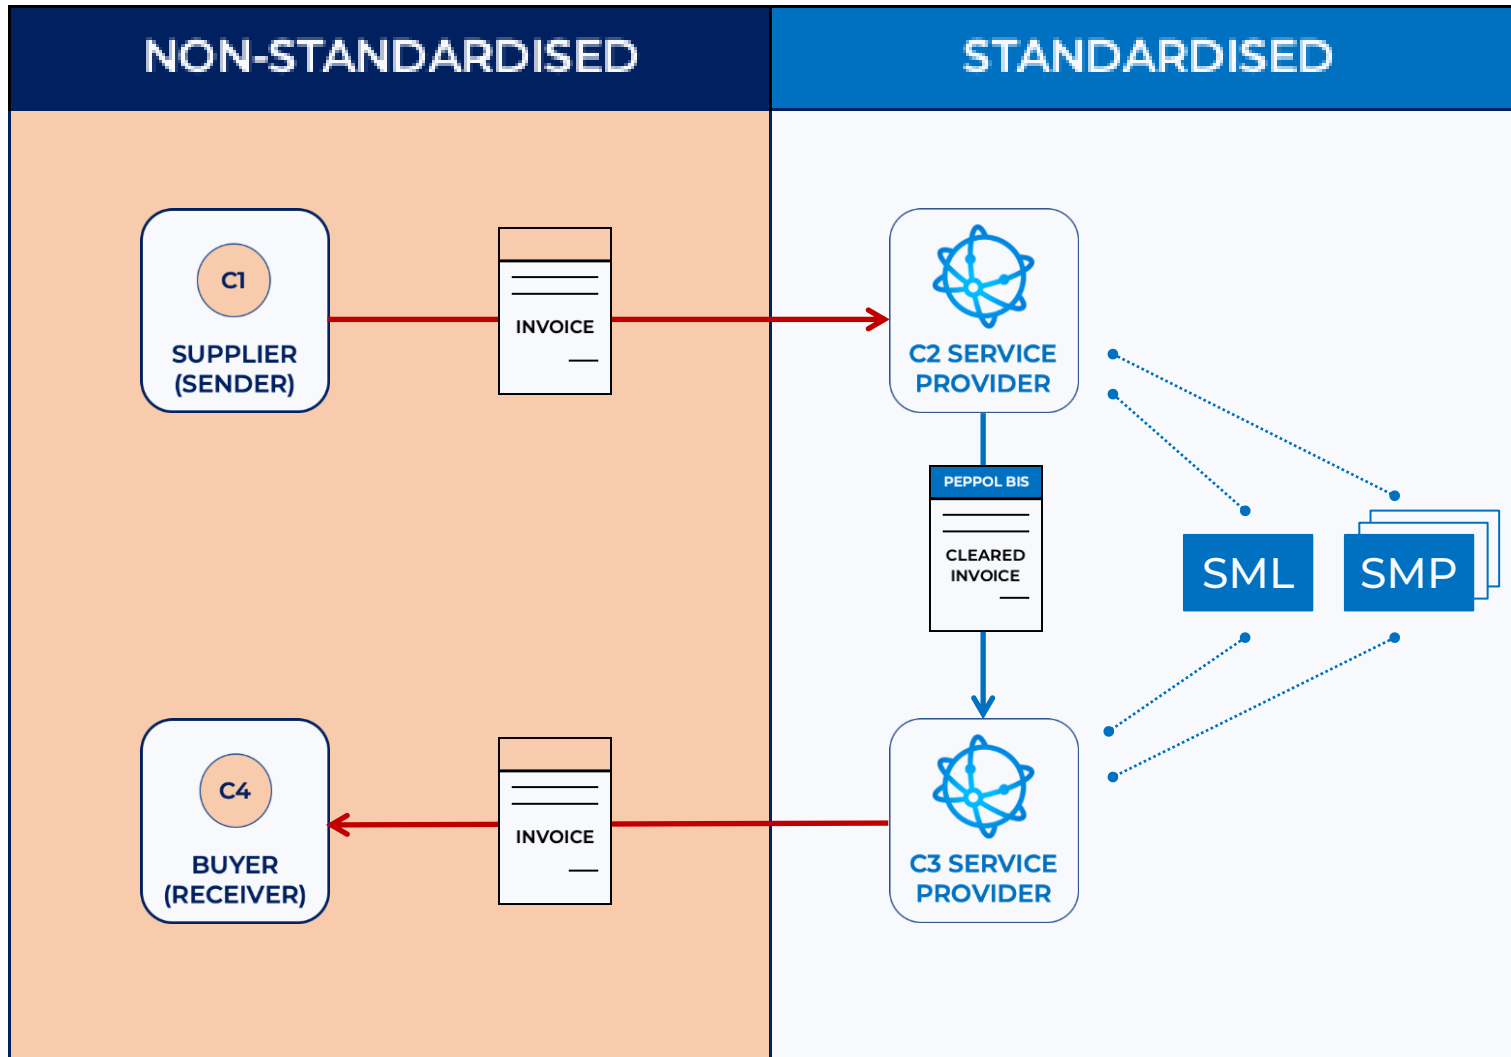 NON-STANDARDISED
STANDARDISED
C1
SUPPLIER
(SENDER)
INVOICE
C2 SERVICE
PROVIDER
PEPPOL BIS
CLEARED
INVOICE
SML
SMP
C4
BUYER
(RECEIVER)
INVOICE
C3 SERVICE
PROVIDER